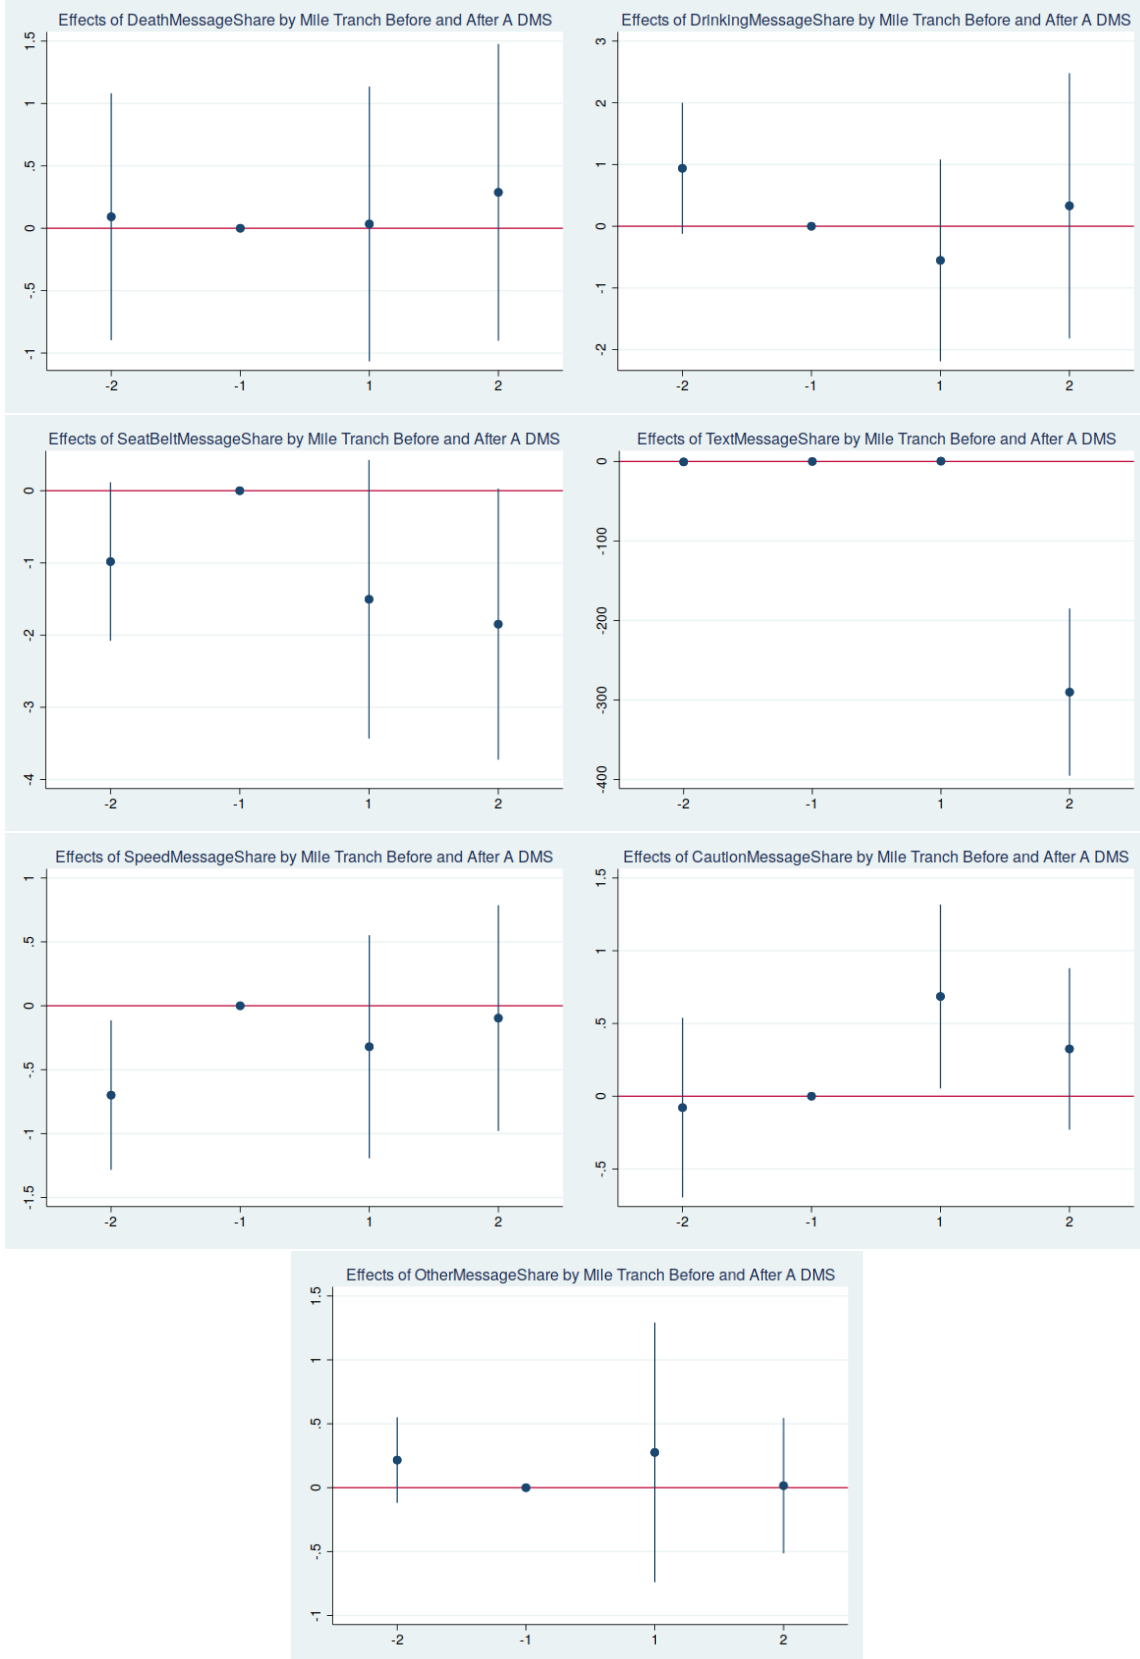 Effects of DeathMessageShare by Mile Tranch Before and After A DMS
1.5
1
.5
0
-.5
-1
-2 -1 1 2
Effects of DrinkingMessageShare by Mile Tranch Before and After A DMS
3
2
1
0
-1
-2
-2 -1 1 2
Effects of SeatBeltMessageShare by Mile Tranch Before and After A DMS
0
-1
-2
-3
-4
-2 -1 1 2
Effects of TextMessageShare by Mile Tranch Before and After A DMS
0
-100
-200
-300
-400
-2 -1 1 2
Effects of SpeedMessageShare by Mile Tranch Before and After A DMS
1
.5
0
-.5
-1
-1.5
-2 -1 1 2
Effects of CautionMessageShare by Mile Tranch Before and After A DMS
1.5
1
.5
0
-.5
-2 -1 1 2
Effects of OtherMessageShare by Mile Tranch Before and After A DMS
1.5
1
.5
0
-.5
-1
-2 -1 1 2